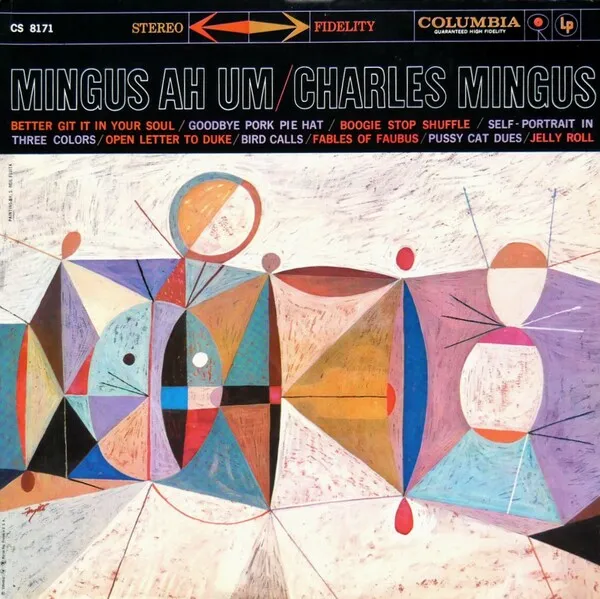 CS 8171
STEREO
FIDELITY
COLUMBIA
GUARANTEED HIGH FIDELITY
Lp
MINGUS AH UM/CHARLES MINGUS
BETTER GIT IT IN YOUR SOUL / GOODBYE PORK PIE HAT / BOOGIE STOP SHUFFLE / SELF-PORTRAIT IN
THREE COLORS/OPEN LETTER TO DUKE/BIRD CALLS/FABLES OF FAUBUS/PUSSY CAT DUES/JELLY ROLL